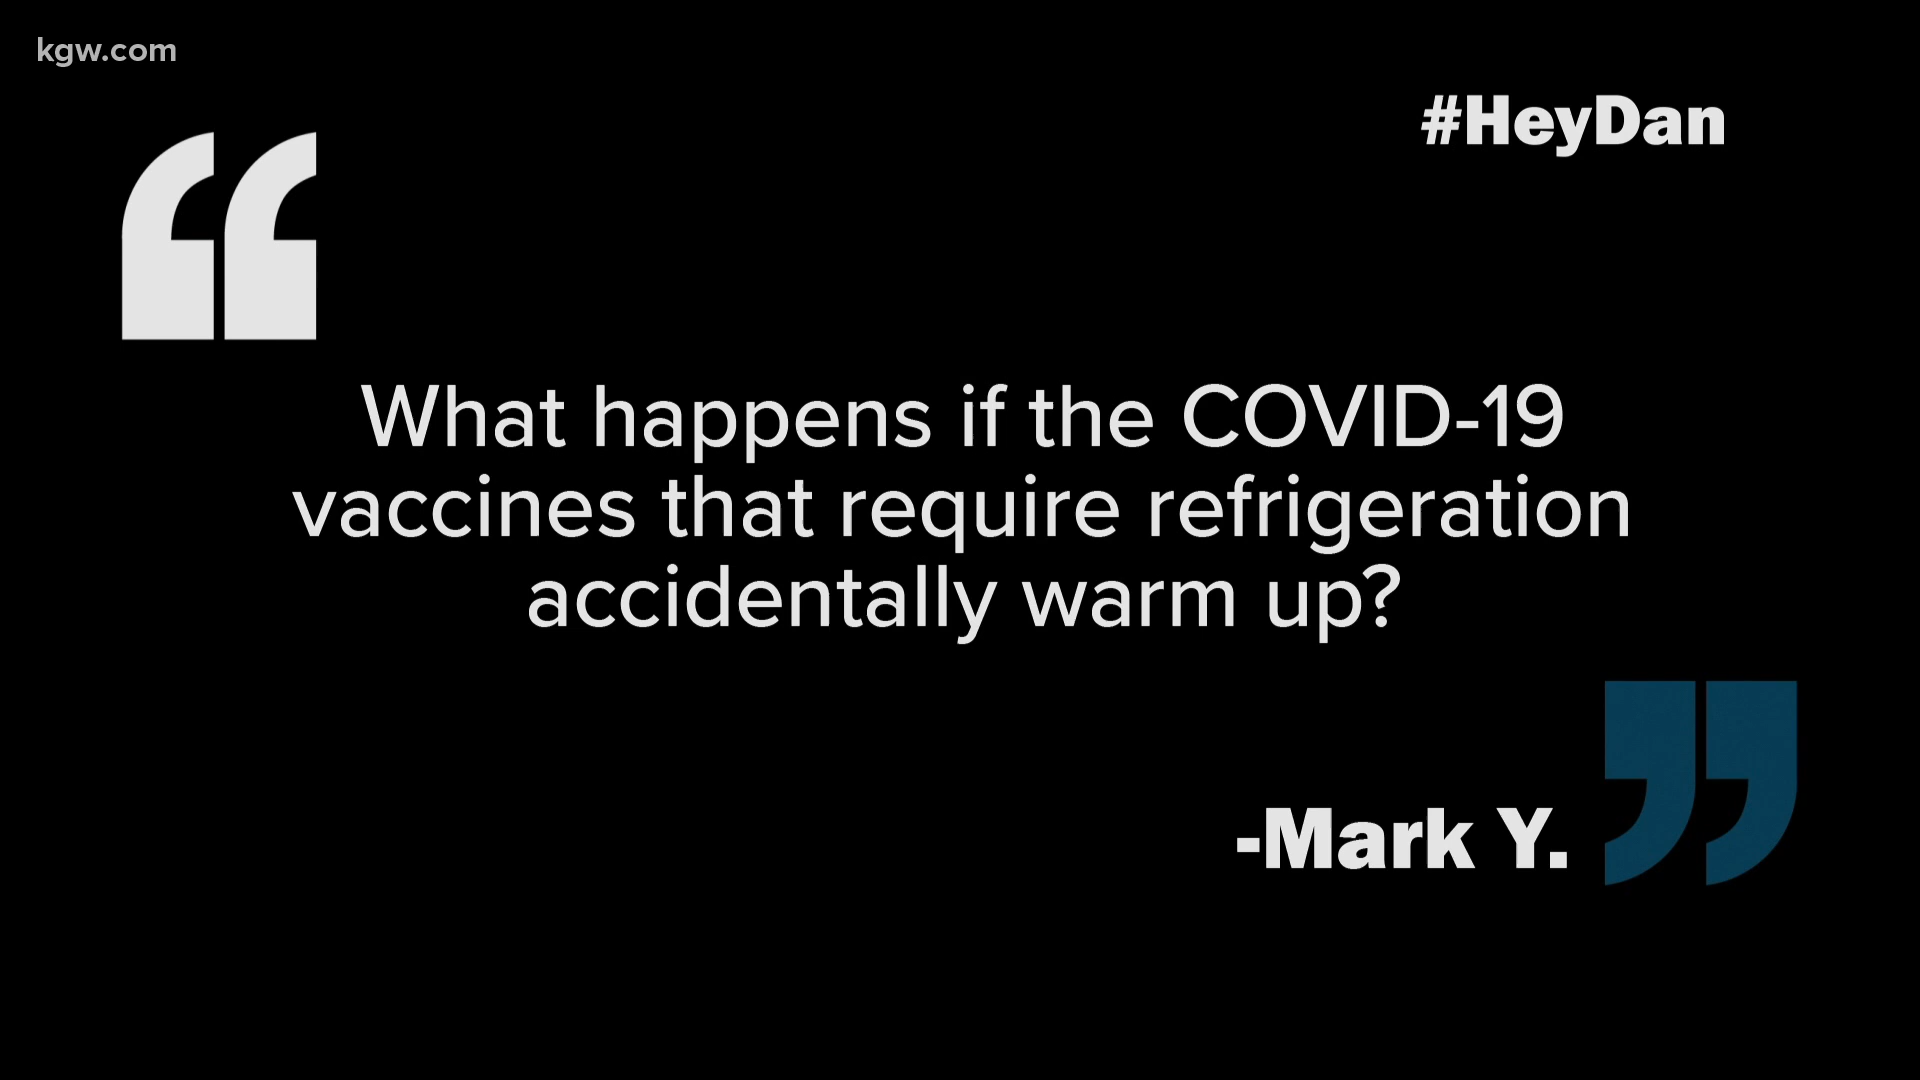 kgw.com
#HeyDan
“
What happens if the COVID-19
vaccines that require refrigeration
accidentally warm up?
”
-Mark Y.